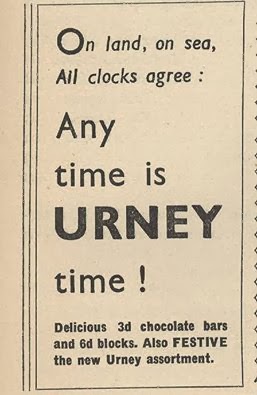 On land, on sea,
All clocks agree :
Any
time is
URNEY
time !
Delicious 3d chocolate bars
and 6d blocks. Also FESTIVE
the new Urney assortment.